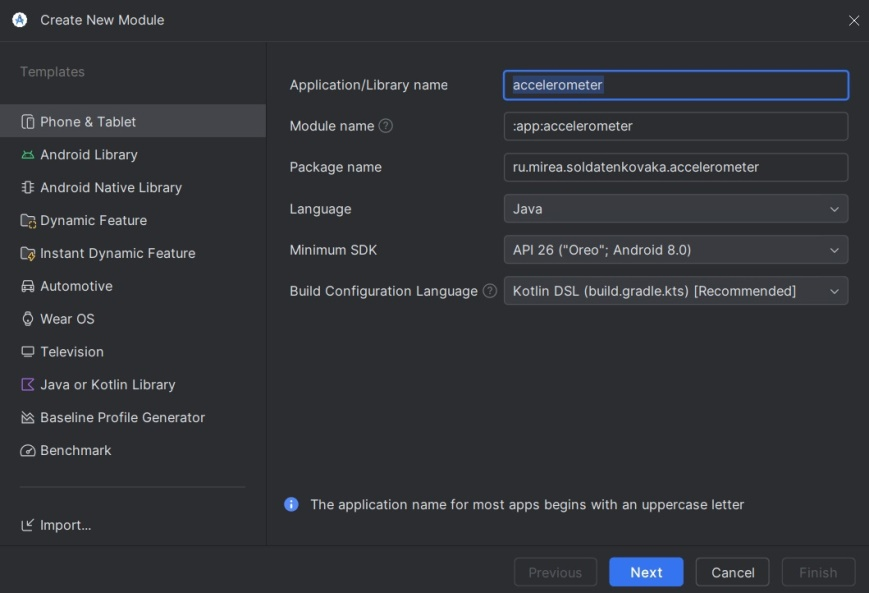 Create New Module
Templates
Phone & Tablet
Android Library
Android Native Library
Dynamic Feature
Instant Dynamic Feature
Automotive
Wear OS
Television
Java or Kotlin Library
Baseline Profile Generator
Benchmark
Import...
Application/Library name
accelerometer
Module name
:app:accelerometer
Package name
ru.mirea.soldatenkovaka.accelerometer
Language
Java
Minimum SDK
API 26 ("Oreo"; Android 8.0)
Build Configuration Language
Kotlin DSL (build.gradle.kts) [Recommended]
The application name for most apps begins with an uppercase letter
Previous
Next
Cancel
Finish